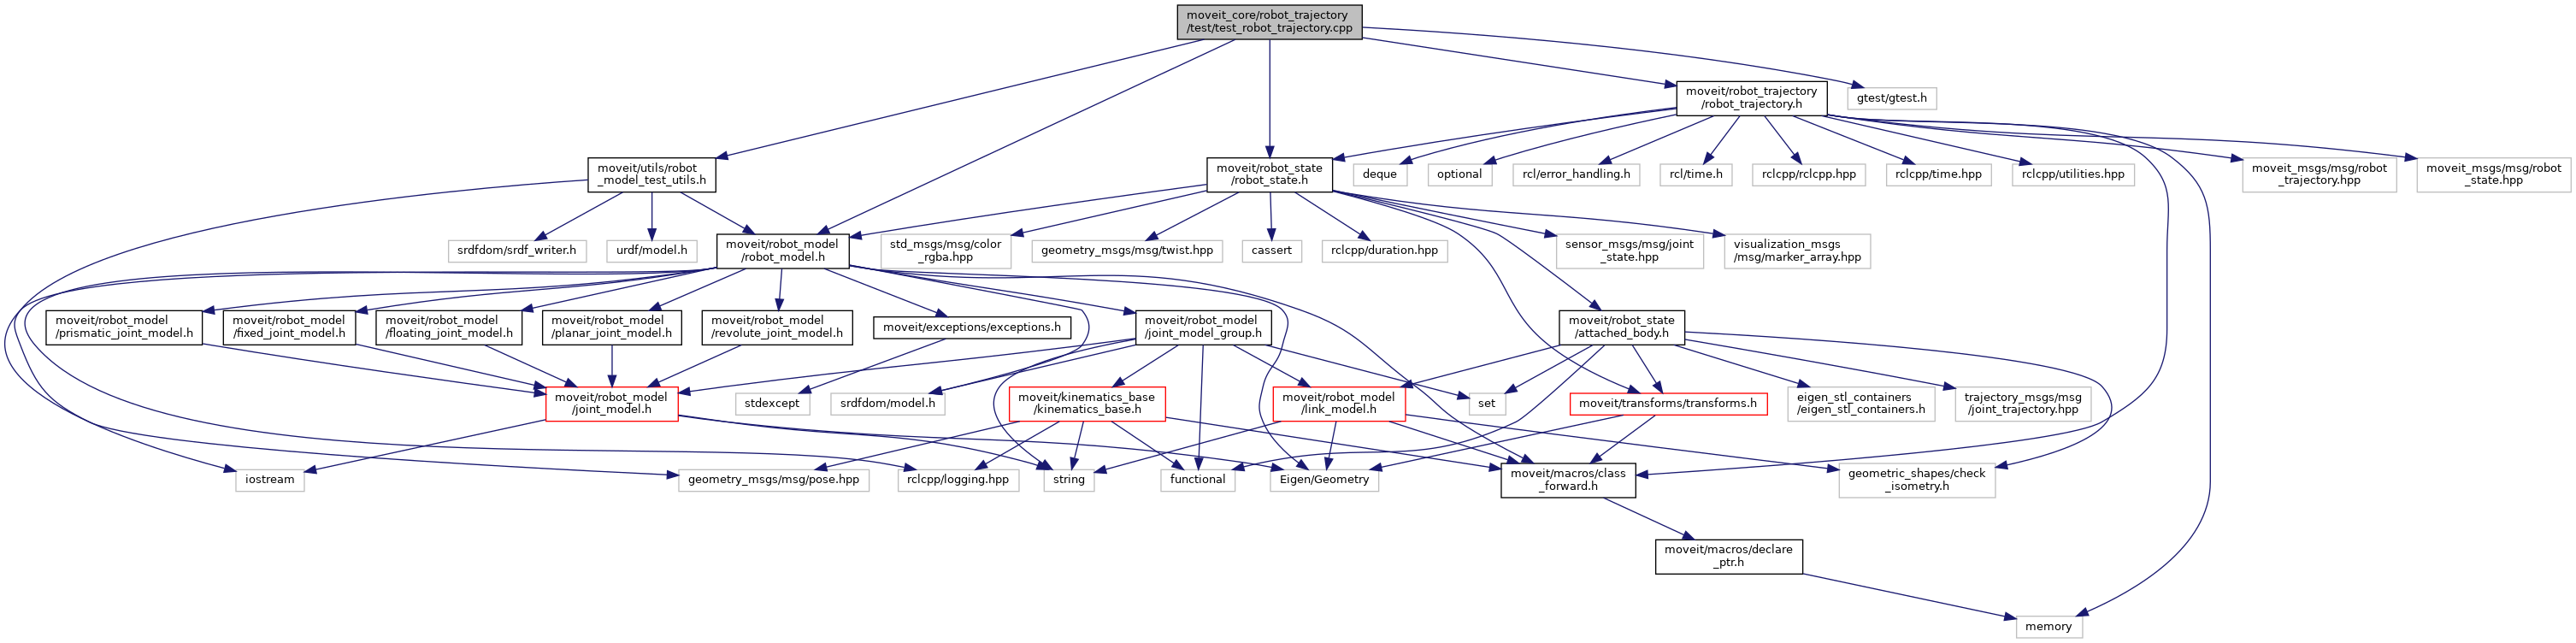 moveit_core/robot_trajectory
/test/test_robot_trajectory.cpp
moveit/robot_trajectory
/robot_trajectory.h
gtest/gtest.h
moveit/utils/robot
_model_test_utils.h
moveit/robot_state
/robot_state.h
deque
optional
rcl/error_handling.h
rcl/time.h
rclcpp/rclcpp.hpp
rclcpp/time.hpp
rclcpp/utilities.hpp
moveit_msgs/msg/robot
_trajectory.hpp
moveit_msgs/msg/robot
_state.hpp
srdfdom/srdf_writer.h
urdf/model.h
moveit/robot_model
/robot_model.h
std_msgs/msg/color
_rgba.hpp
geometry_msgs/msg/twist.hpp
cassert
rclcpp/duration.hpp
sensor_msgs/msg/joint
_state.hpp
visualization_msgs
/msg/marker_array.hpp
moveit/robot_model
/prismatic_joint_model.h
moveit/robot_model
/fixed_joint_model.h
moveit/robot_model
/floating_joint_model.h
moveit/robot_model
/planar_joint_model.h
moveit/robot_model
/revolute_joint_model.h
moveit/exceptions/exceptions.h
moveit/robot_model
/joint_model_group.h
moveit/robot_state
/attached_body.h
moveit/robot_model
/joint_model.h
stdexcept
srdfdom/model.h
moveit/kinematics_base
/kinematics_base.h
moveit/robot_model
/link_model.h
set
moveit/transforms/transforms.h
eigen_stl_containers
/eigen_stl_containers.h
trajectory_msgs/msg
/joint_trajectory.hpp
iostream
geometry_msgs/msg/pose.hpp
rclcpp/logging.hpp
string
functional
Eigen/Geometry
moveit/macros/class
_forward.h
geometric_shapes/check
_isometry.h
moveit/macros/declare
_ptr.h
memory